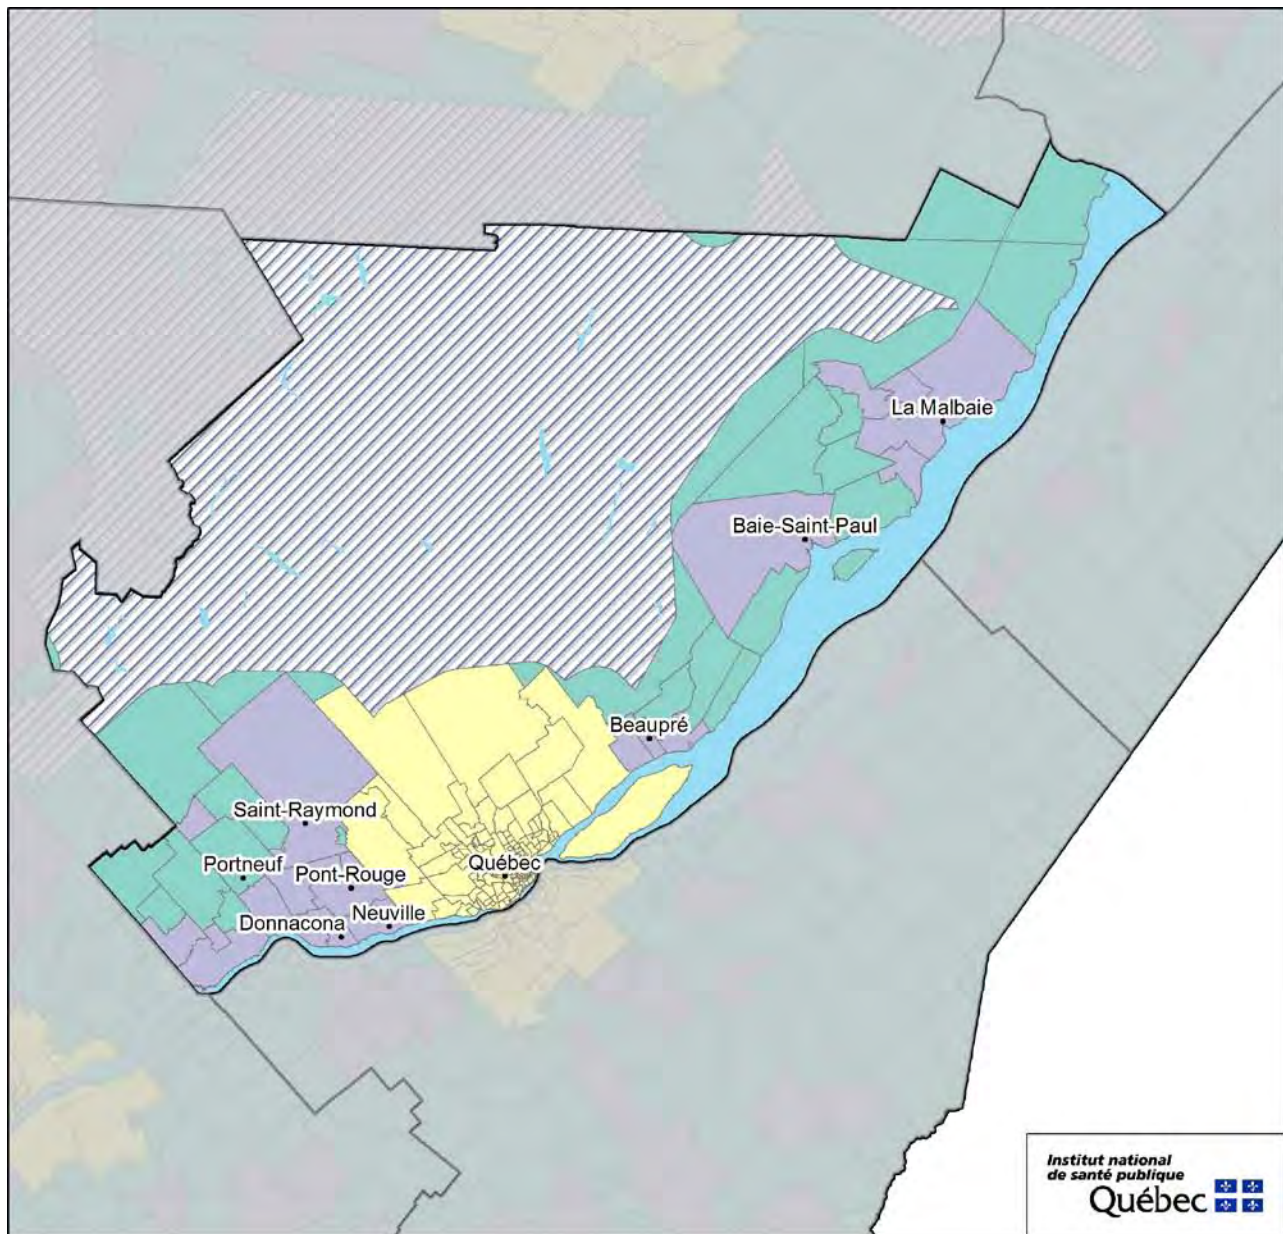 La Malbaie
Baie-Saint-Paul
Beaupré
Saint-Raymond
Portneuf
Québec
Pont-Rouge
Neuville
Donnacona
Institut national
de santé publique
Québec